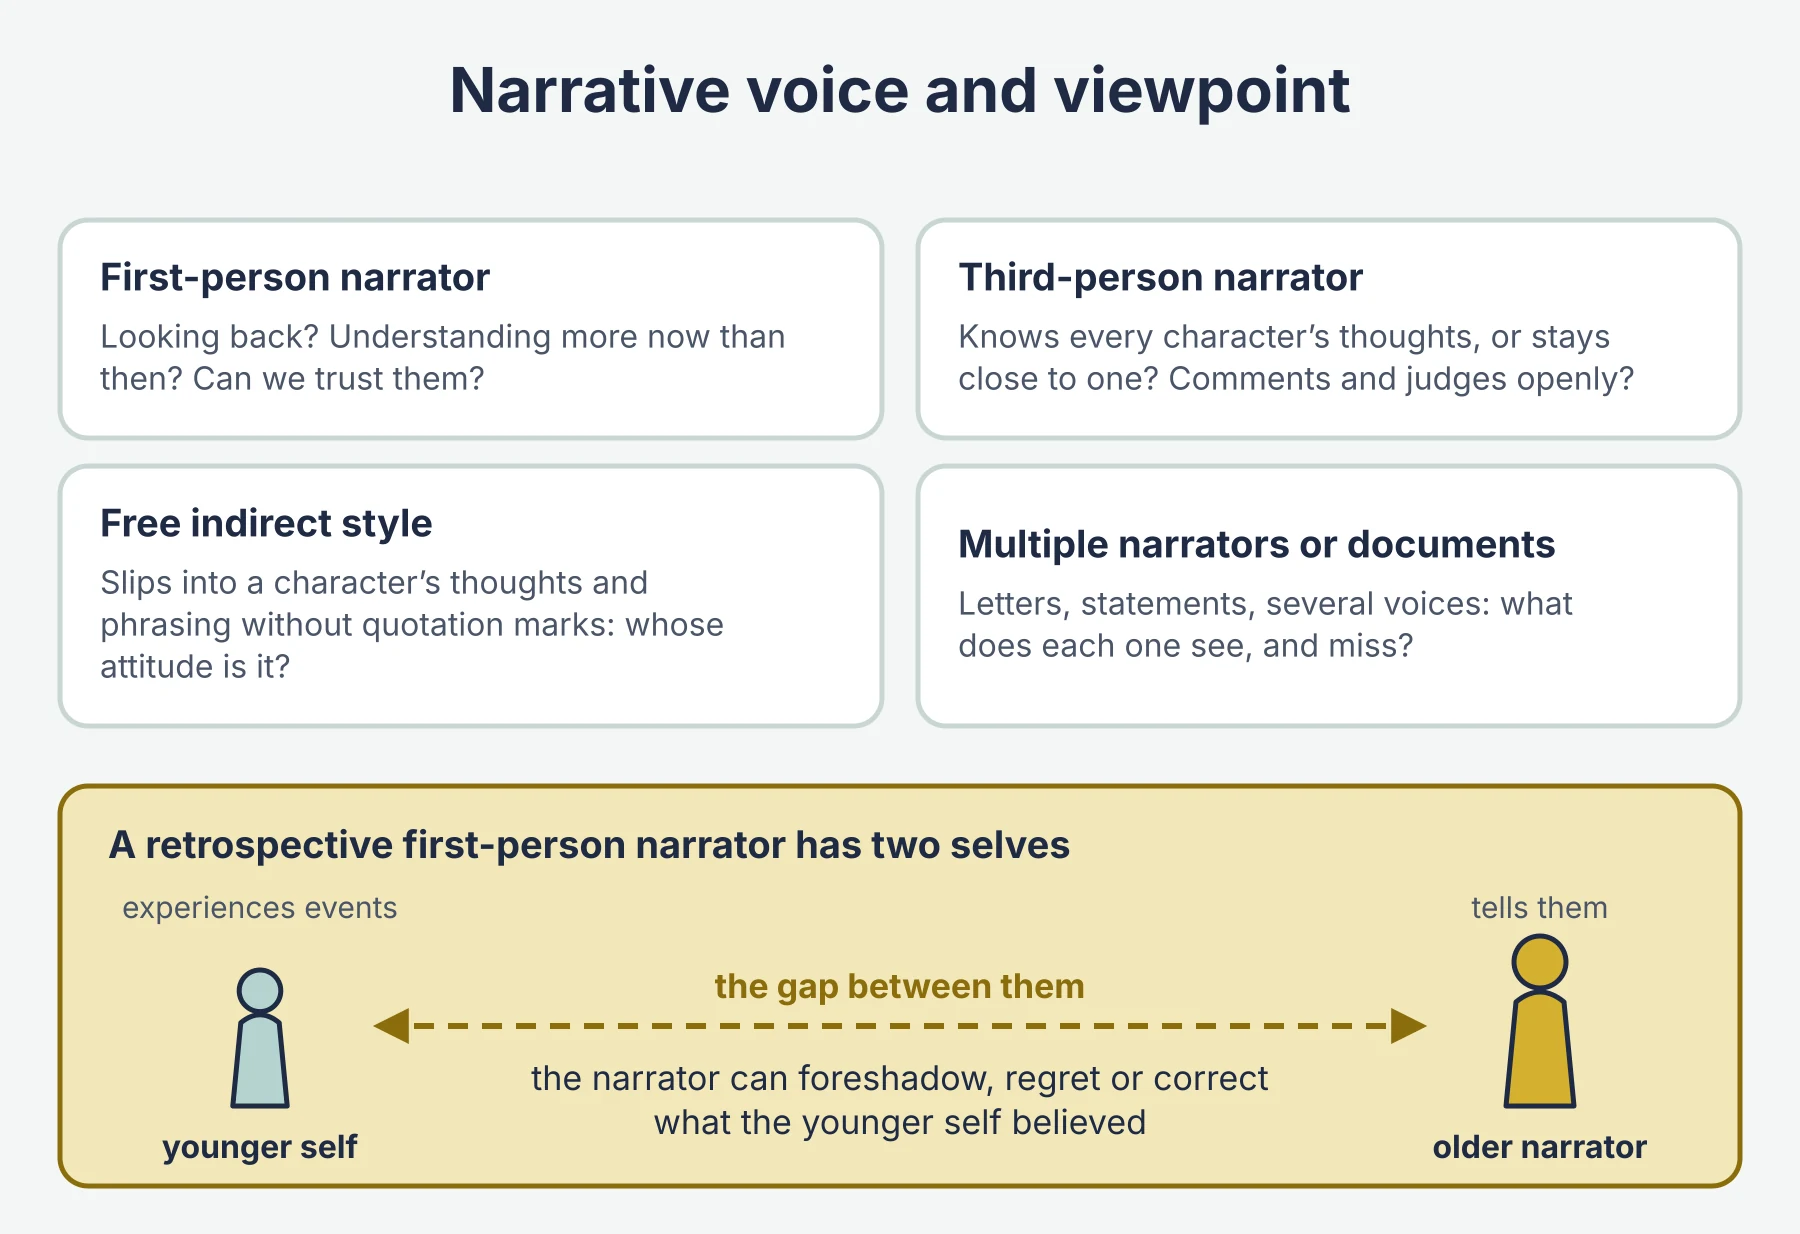 Narrative voice and viewpoint
First-person narrator
Looking back? Understanding more now than
then? Can we trust them?
Third-person narrator
Knows every character’s thoughts, or stays
close to one? Comments and judges openly?
Free indirect style
Slips into a character’s thoughts and
phrasing without quotation marks: whose
attitude is it?
Multiple narrators or documents
Letters, statements, several voices: what
does each one see, and miss?
A retrospective first-person narrator has two selves
experiences events
tells them
the gap between them
the narrator can foreshadow, regret or correct
what the younger self believed
younger self
older narrator